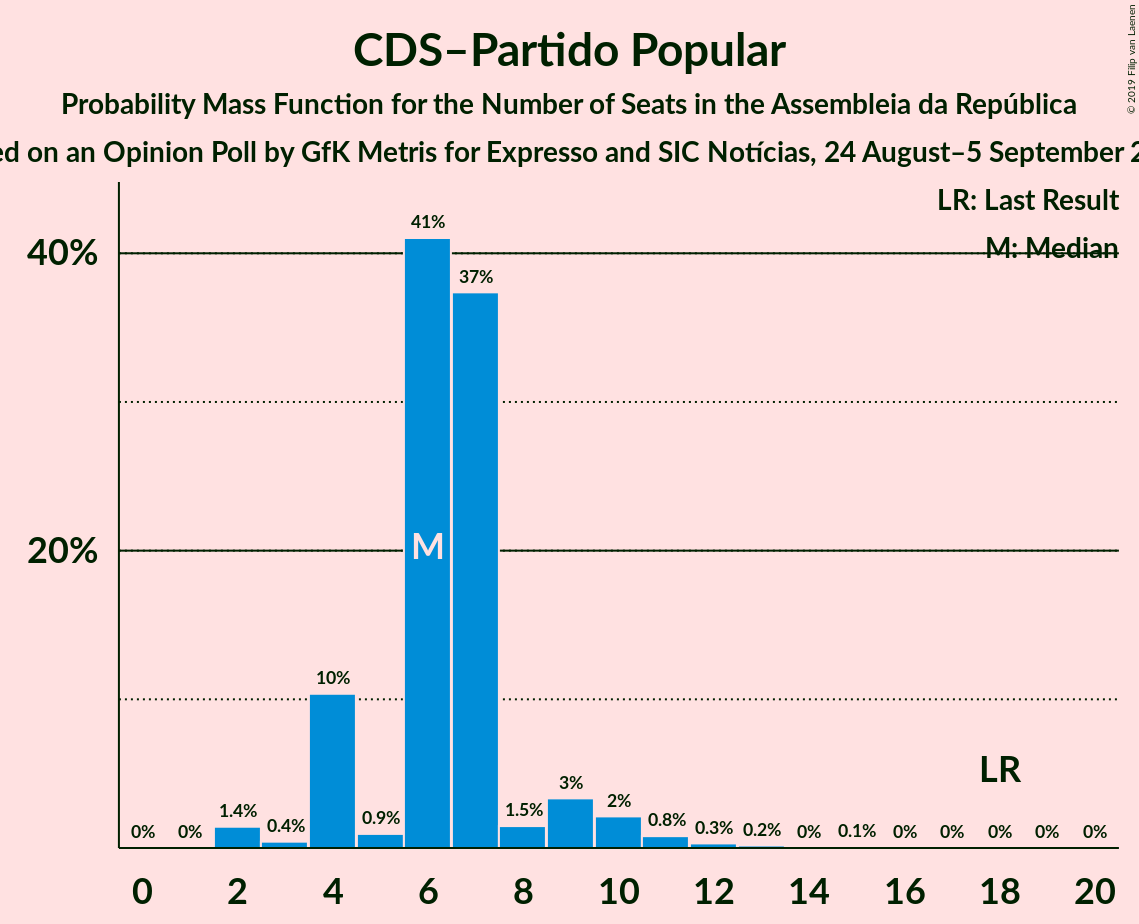 CDS–Partido Popular
Probability Mass Function for the Number of Seats in the Assembleia da República
on an Opinion Poll by GfK Metris for Expresso and SIC Notícias, 24 August–5 September
© 2019 Filip van Laenen
LR: Last Result
M: Median
40%
20%
0% 0% 1.4% 0.4% 10% 0.9% 41% 37% 1.5% 3% 2% 0.8% 0.3% 0.2% 0% 0.1% 0% 0% 0% 0% 0%
M
LR
0 2 4 6 8 10 12 14 16 18 20